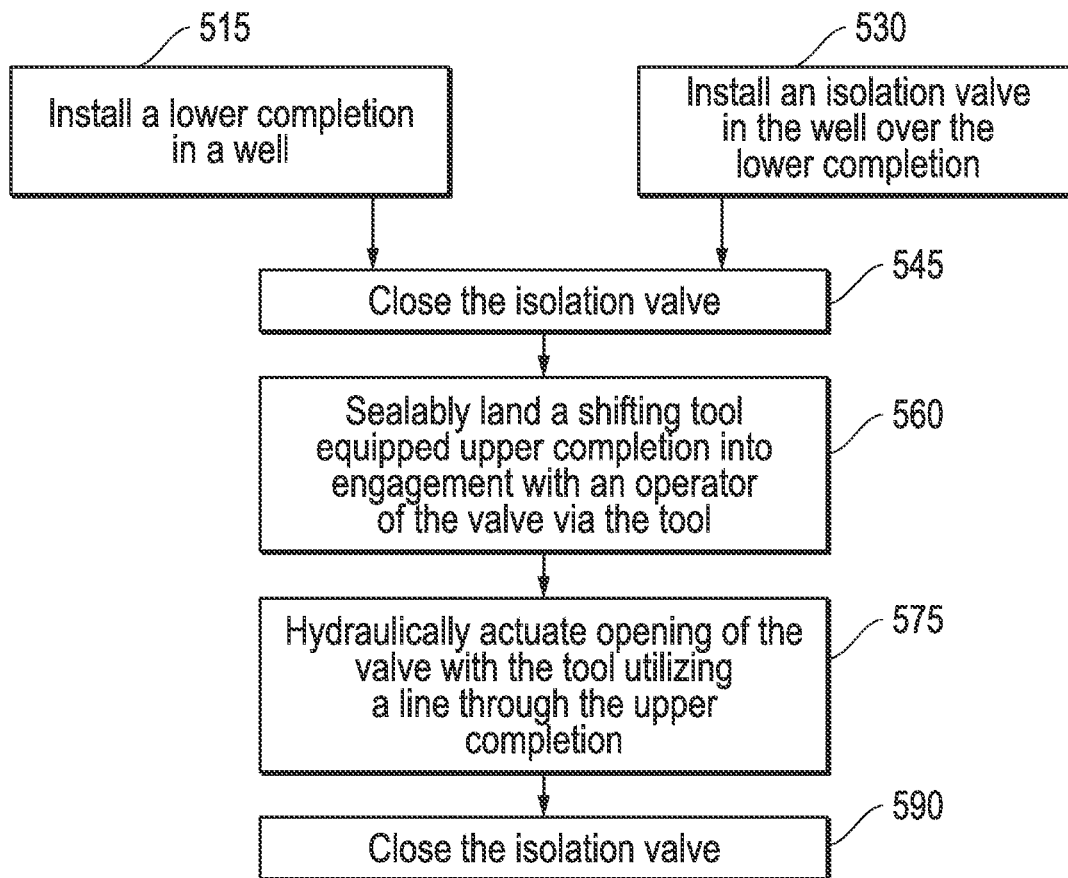 515
530
Install a lower completion
in a well
Install an isolation valve
in the well over the
lower completion
545
Close the isolation valve
560
Sealably land a shifting tool
equipped upper completion into
engagement with an operator
of the valve via the tool
575
Hydraulically actuate opening of the
valve with the tool utilizing
a line through the upper
completion
590
Close the isolation valve